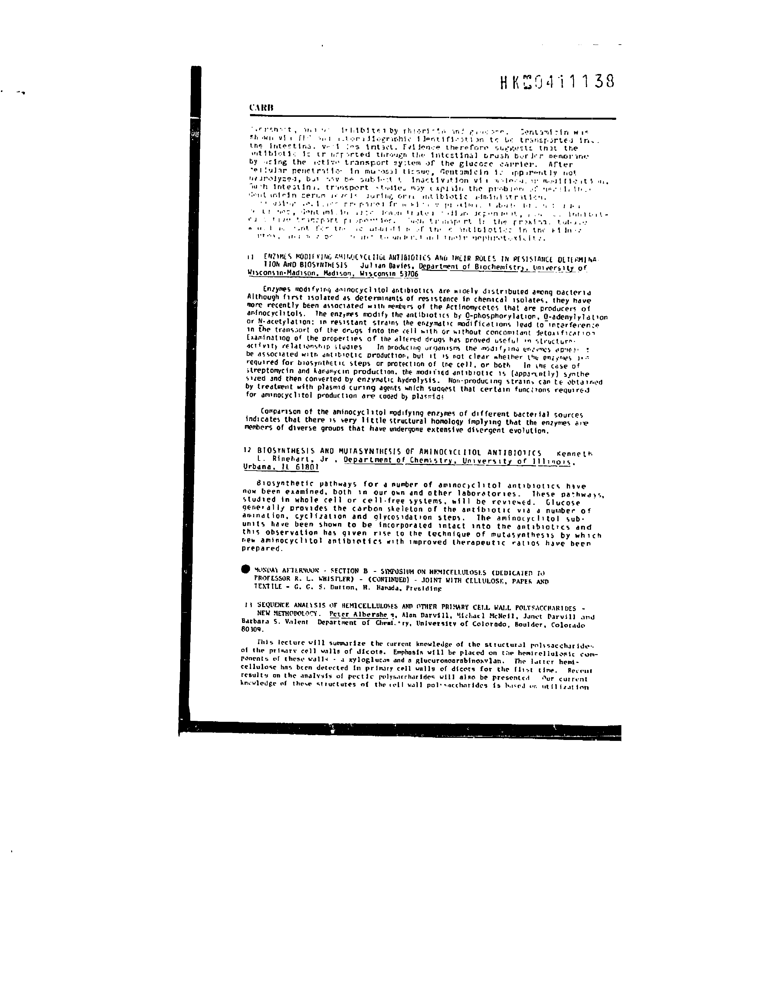 HK 0411138
CARB
inhibited by and glucose. Gentamicin was
shown via identification to be transported
the intestinal intact. Evidence therefore suggests that the
antibiotic is transported through the intestinal brush border membrane
by using the active transport system of the glucose carrier. After
cellular penetration in mucosal tissue, Gentamicin is apparently not
hydrolyzed, but may be subject to inactivation via
Such intestinal transport studies may explain the problem of
Gentamicin serum levels during oral antibiotic administration.
11 ENZYMES MODIFYING AMINOCYCLITOL ANTIBIOTICS AND THEIR ROLES IN RESISTANCE DETERMINA-
TION AND BIOSYNTHESIS Julian Davies, Department of Biochemistry, University of
Wisconsin-Madison, Madison, Wisconsin 53706
Enzymes modifying aminocyclitol antibiotics are widely distributed among bacteria
Although first isolated as determinants of resistance in chemical isolates, they have
more recently been associated with members of the Actinomycetes that are producers of
aminocyclitols. The enzymes modify the antibiotics by O-phosphorylation, O-adenylylation
or N-acetylation; in resistant strains the enzymatic modifications lead to interference
in the transport of the drugs into the cell with or without concomitant detoxification
Examination of the properties of the altered drugs has proved useful in structure-
activity relationship studies In producing organisms the modifying enzymes appear to
be associated with antibiotic production, but it is not clear whether the enzymes are
required for biosynthetic steps or protection of the cell, or both In the case of
streptomycin and kanamycin production, the modified antibiotic is (apparently) synthe
sized and then converted by enzymatic hydrolysis. Non-producing strains can be obtained
by treatment with plasmid curing agents which suggest that certain functions required
for aminocyclitol production are coded by plasmids
Comparison of the aminocyclitol modifying enzymes of different bacterial sources
indicates that there is very little structural homology implying that the enzymes are
members of diverse groups that have undergone extensive divergent evolution.
12 BIOSYNTHESIS AND MUTASYNTHESIS OF AMINOCYCLITOL ANTIBIOTICS Kenneth
L. Rinehart, Jr , Department of Chemistry, University of Illinois,
Urbana, IL 61801
Biosynthetic pathways for a number of aminocyclitol antibiotics have
now been examined, both in our own and other laboratories. These pathways,
studied in whole cell or cell-free systems, will be reviewed. Glucose
generally provides the carbon skeleton of the antibiotic via a number of
amination, cyclization and glycosidation steps. The aminocyclitol sub-
units have been shown to be incorporated intact into the antibiotics and
this observation has given rise to the technique of mutasynthesis by which
new aminocyclitol antibiotics with improved therapeutic ratios have been
prepared.
MONDAY AFTERNOON - SECTION B - SYMPOSIUM ON HEMICELLULOSES (DEDICATED TO
PROFESSOR R. L. WHISTLER) - (CONTINUED) - JOINT WITH CELLULOSE, PAPER AND
TEXTILE - G. G. S. Dutton, H. Harada, Presiding
13 SEQUENCE ANALYSIS OF HEMICELLULOSES AND OTHER PRIMARY CELL WALL POLYSACCHARIDES -
NEW METHODOLOGY. Peter Albersheim, Alan Darvill, Michael McNeil, Janet Darvill and
Barbara S. Valent Department of Chemistry, University of Colorado, Boulder, Colorado
80309.
This lecture will summarize the current knowledge of the structural polysaccharides
of the primary cell walls of dicots. Emphasis will be placed on the hemicellulosic com-
ponents of these walls - a xyloglucan and a glucuronoarabinoxylan. The latter hemi-
cellulose has been detected in primary cell walls of dicots for the first time. Recent
results on the analysis of pectic polysaccharides will also be presented Our current
knowledge of these structures of the cell wall polysaccharides is based on utilization